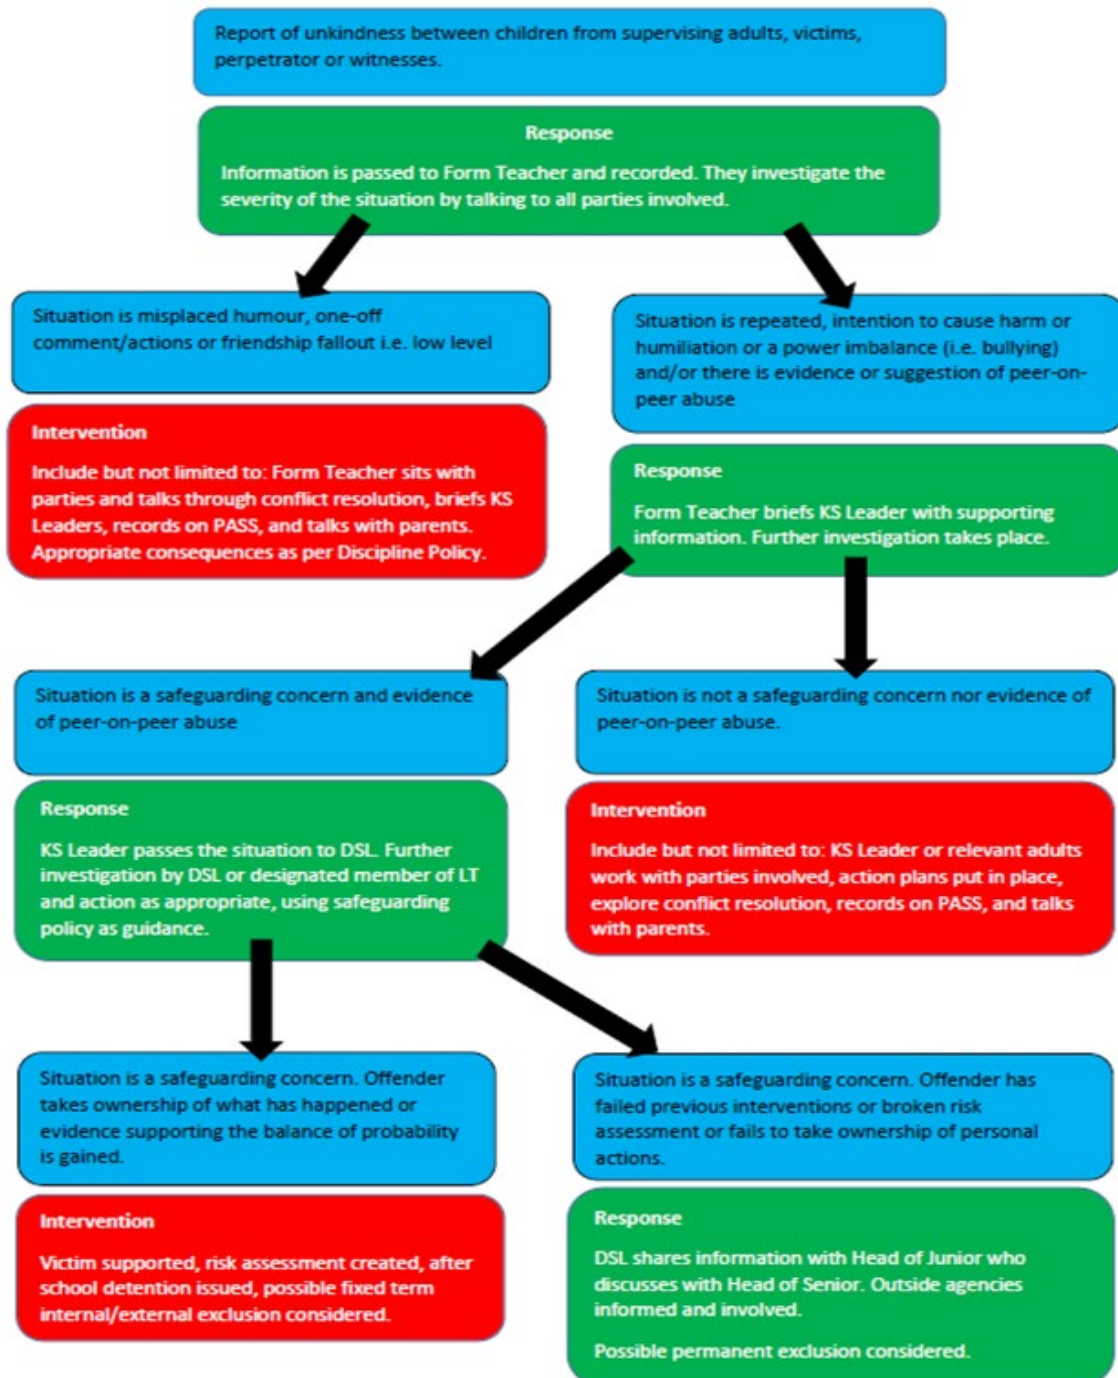 Report of unkindness between children from supervising adults, victims,
perpetrator or witnesses.
Response
Information is passed to Form Teacher and recorded. They investigate the
severity of the situation by talking to all parties involved.
Situation is misplaced humour, one-off
comment/actions or friendship fallout i.e. low level
Situation is repeated, intention to cause harm or
humiliation or a power imbalance (i.e. bullying)
and/or there is evidence or suggestion of peer-on-
peer abuse
Intervention
Include but not limited to: Form Teacher sits with
parties and talks through conflict resolution, briefs KS
Leaders, records on PASS, and talks with parents.
Appropriate consequences as per Discipline Policy.
Response
Form Teacher briefs KS Leader with supporting
information. Further investigation takes place.
Situation is a safeguarding concern and evidence
of peer-on-peer abuse
Situation is not a safeguarding concern nor evidence of
peer-on-peer abuse.
Response
KS Leader passes the situation to DSL. Further
investigation by DSL or designated member of LT
and action as appropriate, using safeguarding
policy as guidance.
Intervention
Include but not limited to: KS Leader or relevant adults
work with parties involved, action plans put in place,
explore conflict resolution, records on PASS, and talks
with parents.
Situation is a safeguarding concern. Offender
takes ownership of what has happened or
evidence supporting the balance of probability
is gained.
Situation is a safeguarding concern. Offender has
failed previous interventions or broken risk
assessment or fails to take ownership of personal
actions.
Intervention
Victim supported, risk assessment created, after
school detention issued, possible fixed term
internal/external exclusion considered.
Response
DSL shares information with Head of Junior who
discusses with Head of Senior. Outside agencies
informed and involved.
Possible permanent exclusion considered.